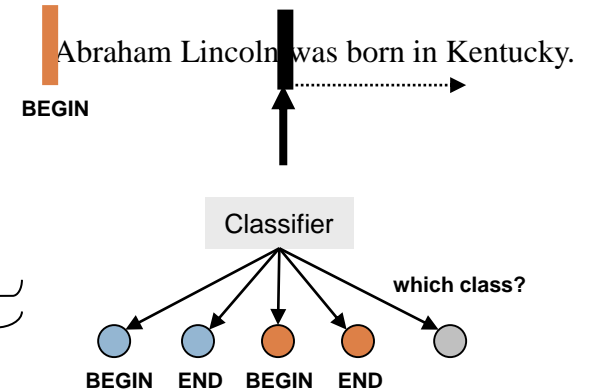 Abraham Lincoln was born in Kentucky.
BEGIN
Classifier
which class?
BEGIN END BEGIN END